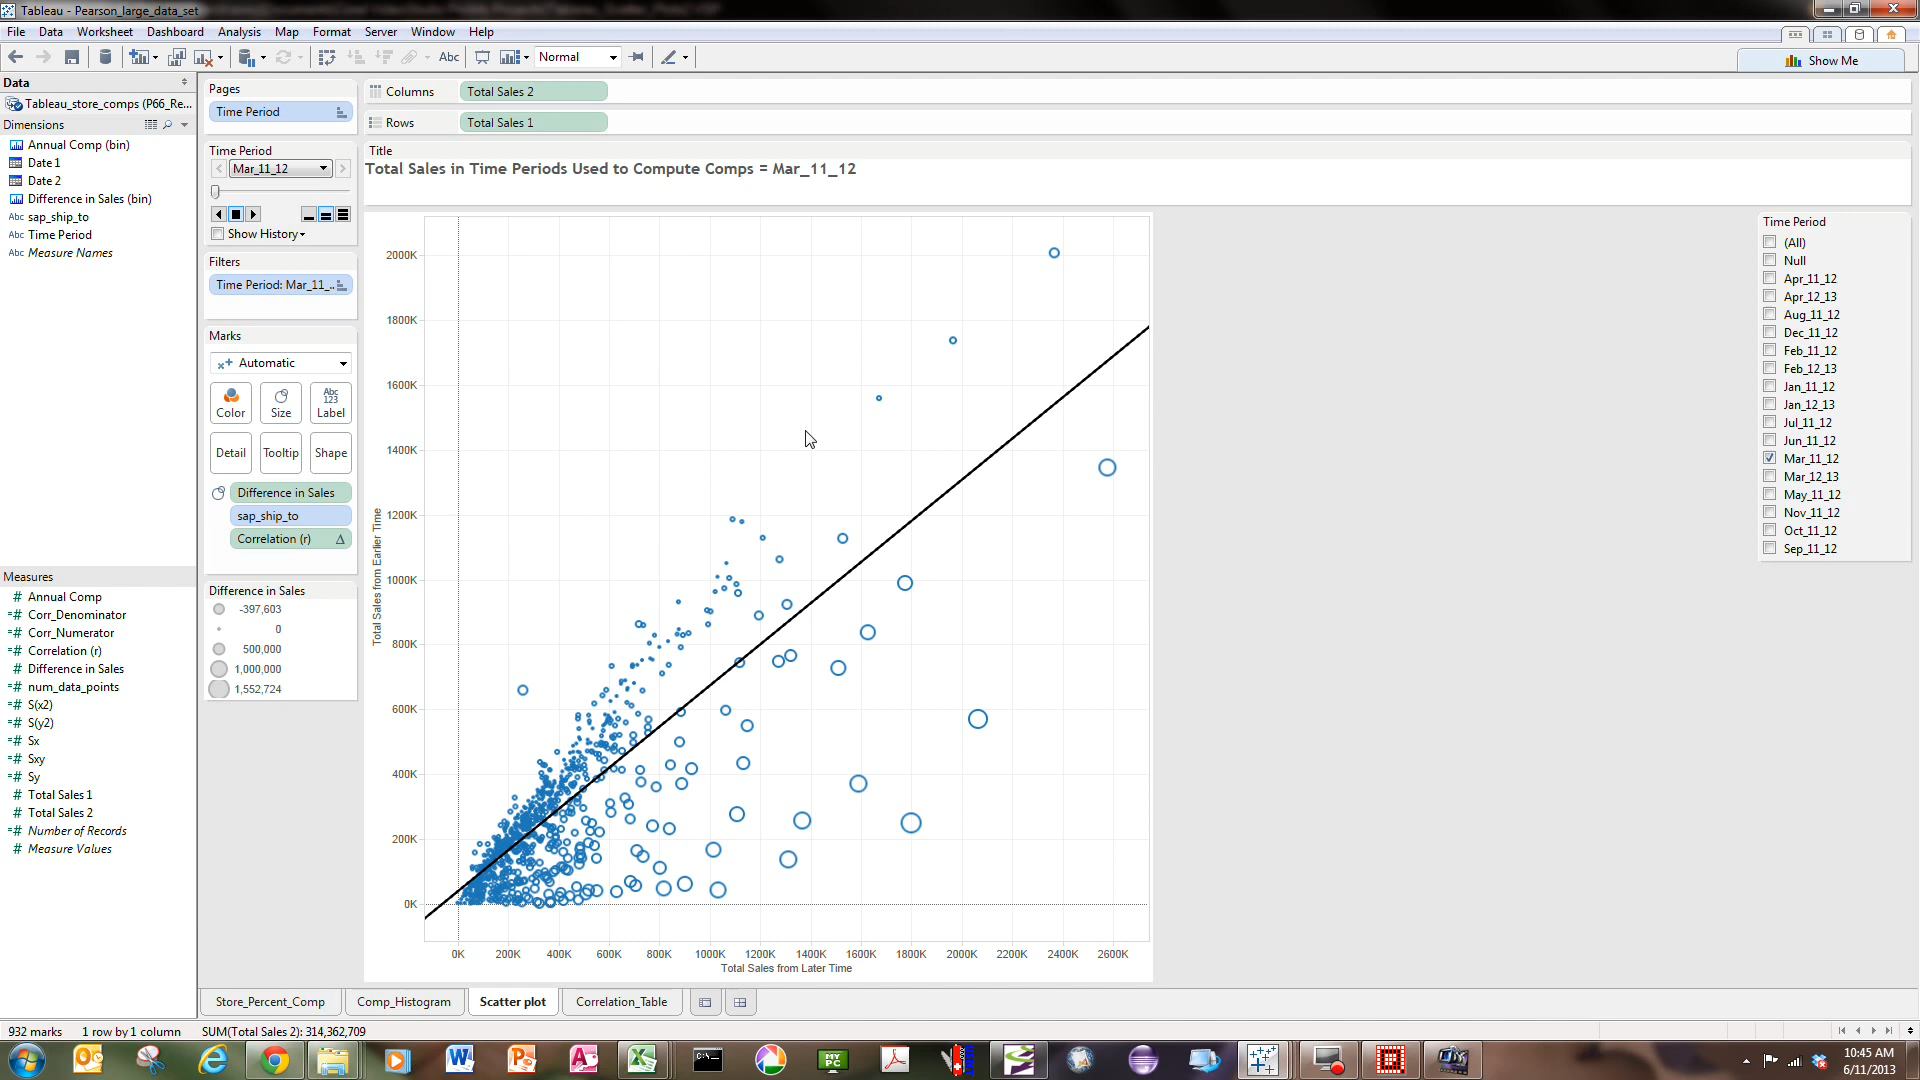 Tableau - Pearson_large_data_set
File Data Worksheet Dashboard Analysis Map Format Server Window Help
Abc Normal
Show Me
Data
Tableau_store_comps (P66_Re...
Dimensions
Annual Comp (bin)
Date 1
Date 2
Difference in Sales (bin)
Abc sap_ship_to
Abc Time Period
Abc Measure Names
Measures
# Annual Comp
=# Corr_Denominator
=# Corr_Numerator
=# Correlation (r)
# Difference in Sales
=# num_data_points
=# S(x2)
=# S(y2)
=# Sx
=# Sxy
=# Sy
# Total Sales 1
# Total Sales 2
=# Number of Records
# Measure Values
Pages
Time Period
Time Period
Mar_11_12
Show History
Filters
Time Period: Mar_11_..
Marks
Automatic
Color Size Abc 123 Label
Detail Tooltip Shape
Difference in Sales
sap_ship_to
Correlation (r) Δ
Difference in Sales
-397,603
0
500,000
1,000,000
1,552,724
Columns Total Sales 2
Rows Total Sales 1
Title
Total Sales in Time Periods Used to Compute Comps = Mar_11_12
Total Sales from Earlier Time
2000K
1800K
1600K
1400K
1200K
1000K
800K
600K
400K
200K
0K
0K 200K 400K 600K 800K 1000K 1200K 1400K 1600K 1800K 2000K 2200K 2400K 2600K
Total Sales from Later Time
Time Period
(All)
Null
Apr_11_12
Apr_12_13
Aug_11_12
Dec_11_12
Feb_11_12
Feb_12_13
Jan_11_12
Jan_12_13
Jul_11_12
Jun_11_12
Mar_11_12
Mar_12_13
May_11_12
Nov_11_12
Oct_11_12
Sep_11_12
Store_Percent_Comp Comp_Histogram Scatter plot Correlation_Table
932 marks 1 row by 1 column SUM(Total Sales 2): 314,362,709
MY PC
10:45 AM
6/11/2013